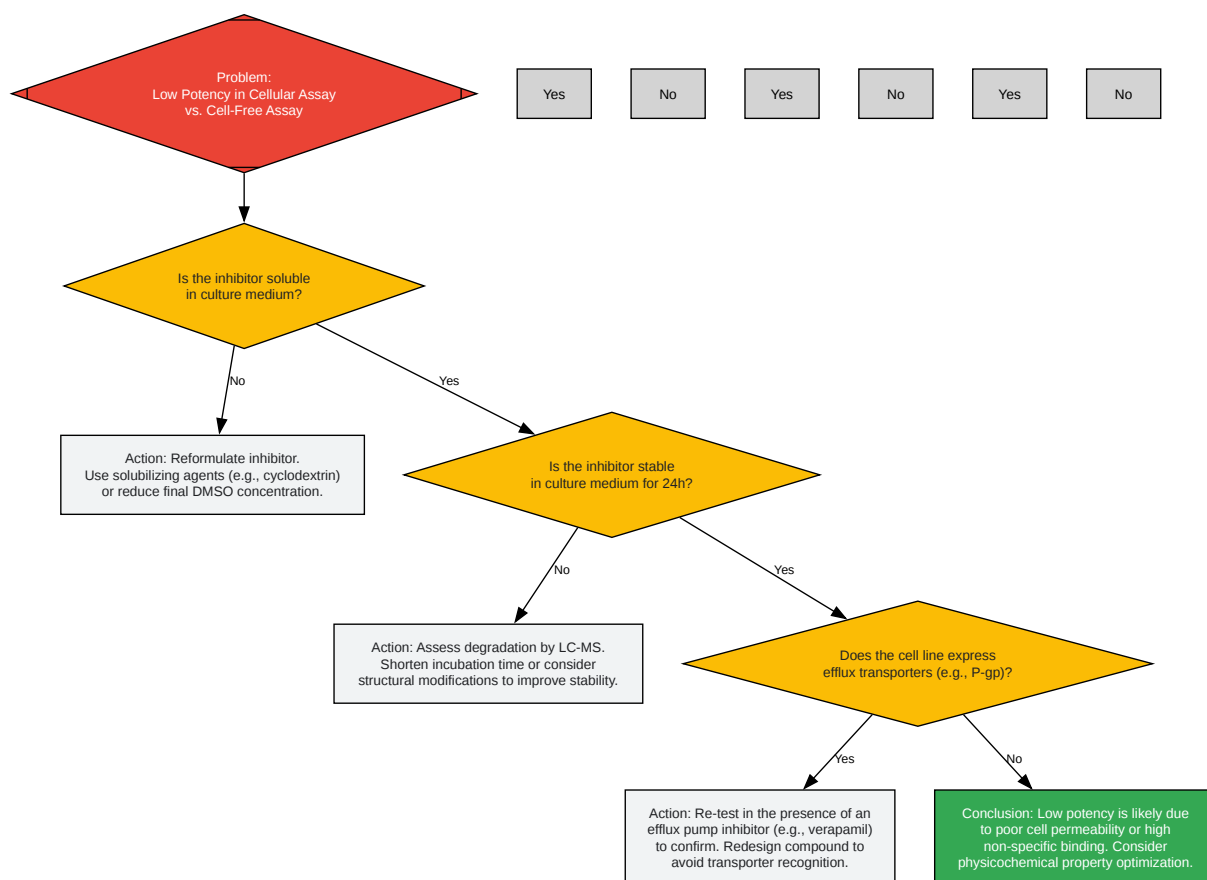 Problem:
Low Potency in Cellular Assay
vs. Cell-Free Assay
Yes
No
Yes
No
Yes
No
Is the inhibitor soluble
in culture medium?
No
Yes
Action: Reformulate inhibitor.
Use solubilizing agents (e.g., cyclodextrin)
or reduce final DMSO concentration.
Is the inhibitor stable
in culture medium for 24h?
No
Yes
Action: Assess degradation by LC-MS.
Shorten incubation time or consider
structural modifications to improve stability.
Does the cell line express
efflux transporters (e.g., P-gp)?
Yes
No
Action: Re-test in the presence of an
efflux pump inhibitor (e.g., verapamil)
to confirm. Redesign compound to
avoid transporter recognition.
Conclusion: Low potency is likely due
to poor cell permeability or high
non-specific binding. Consider
physicochemical property optimization.